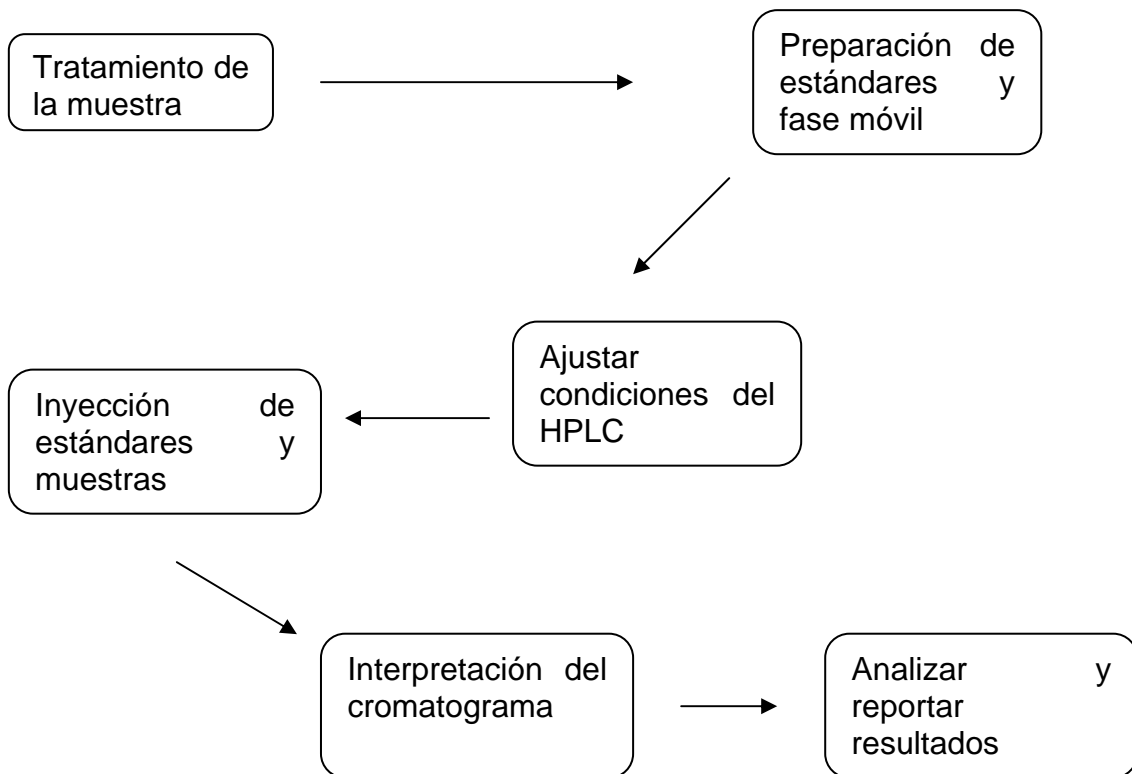 Tratamiento de
la muestra
Preparación de
estándares y
fase móvil
Ajustar
condiciones del
HPLC
Inyección de
estándares y
muestras
Interpretación del
cromatograma
Analizar y
reportar
resultados